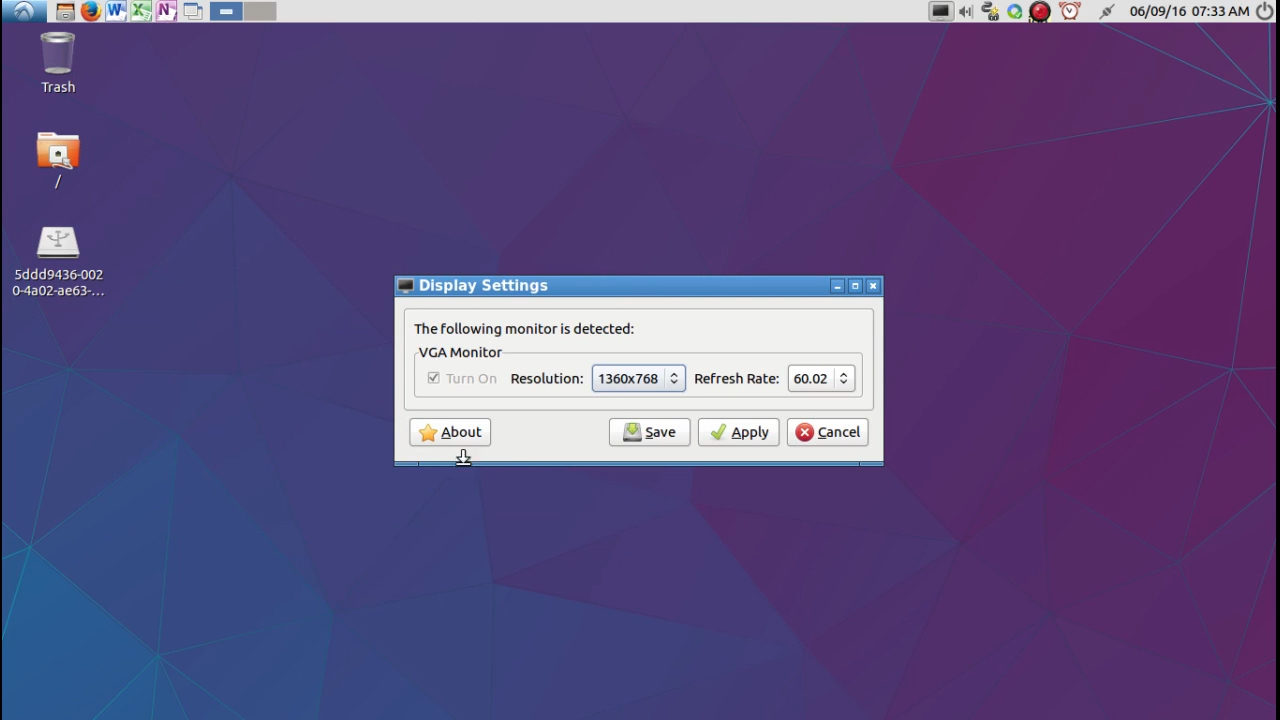 06/09/16 07:33 AM
Trash
/
5ddd9436-002
0-4a02-ae63-...
Display Settings
The following monitor is detected:
VGA Monitor
Turn On Resolution: 1360x768 Refresh Rate: 60.02
About Save Apply Cancel